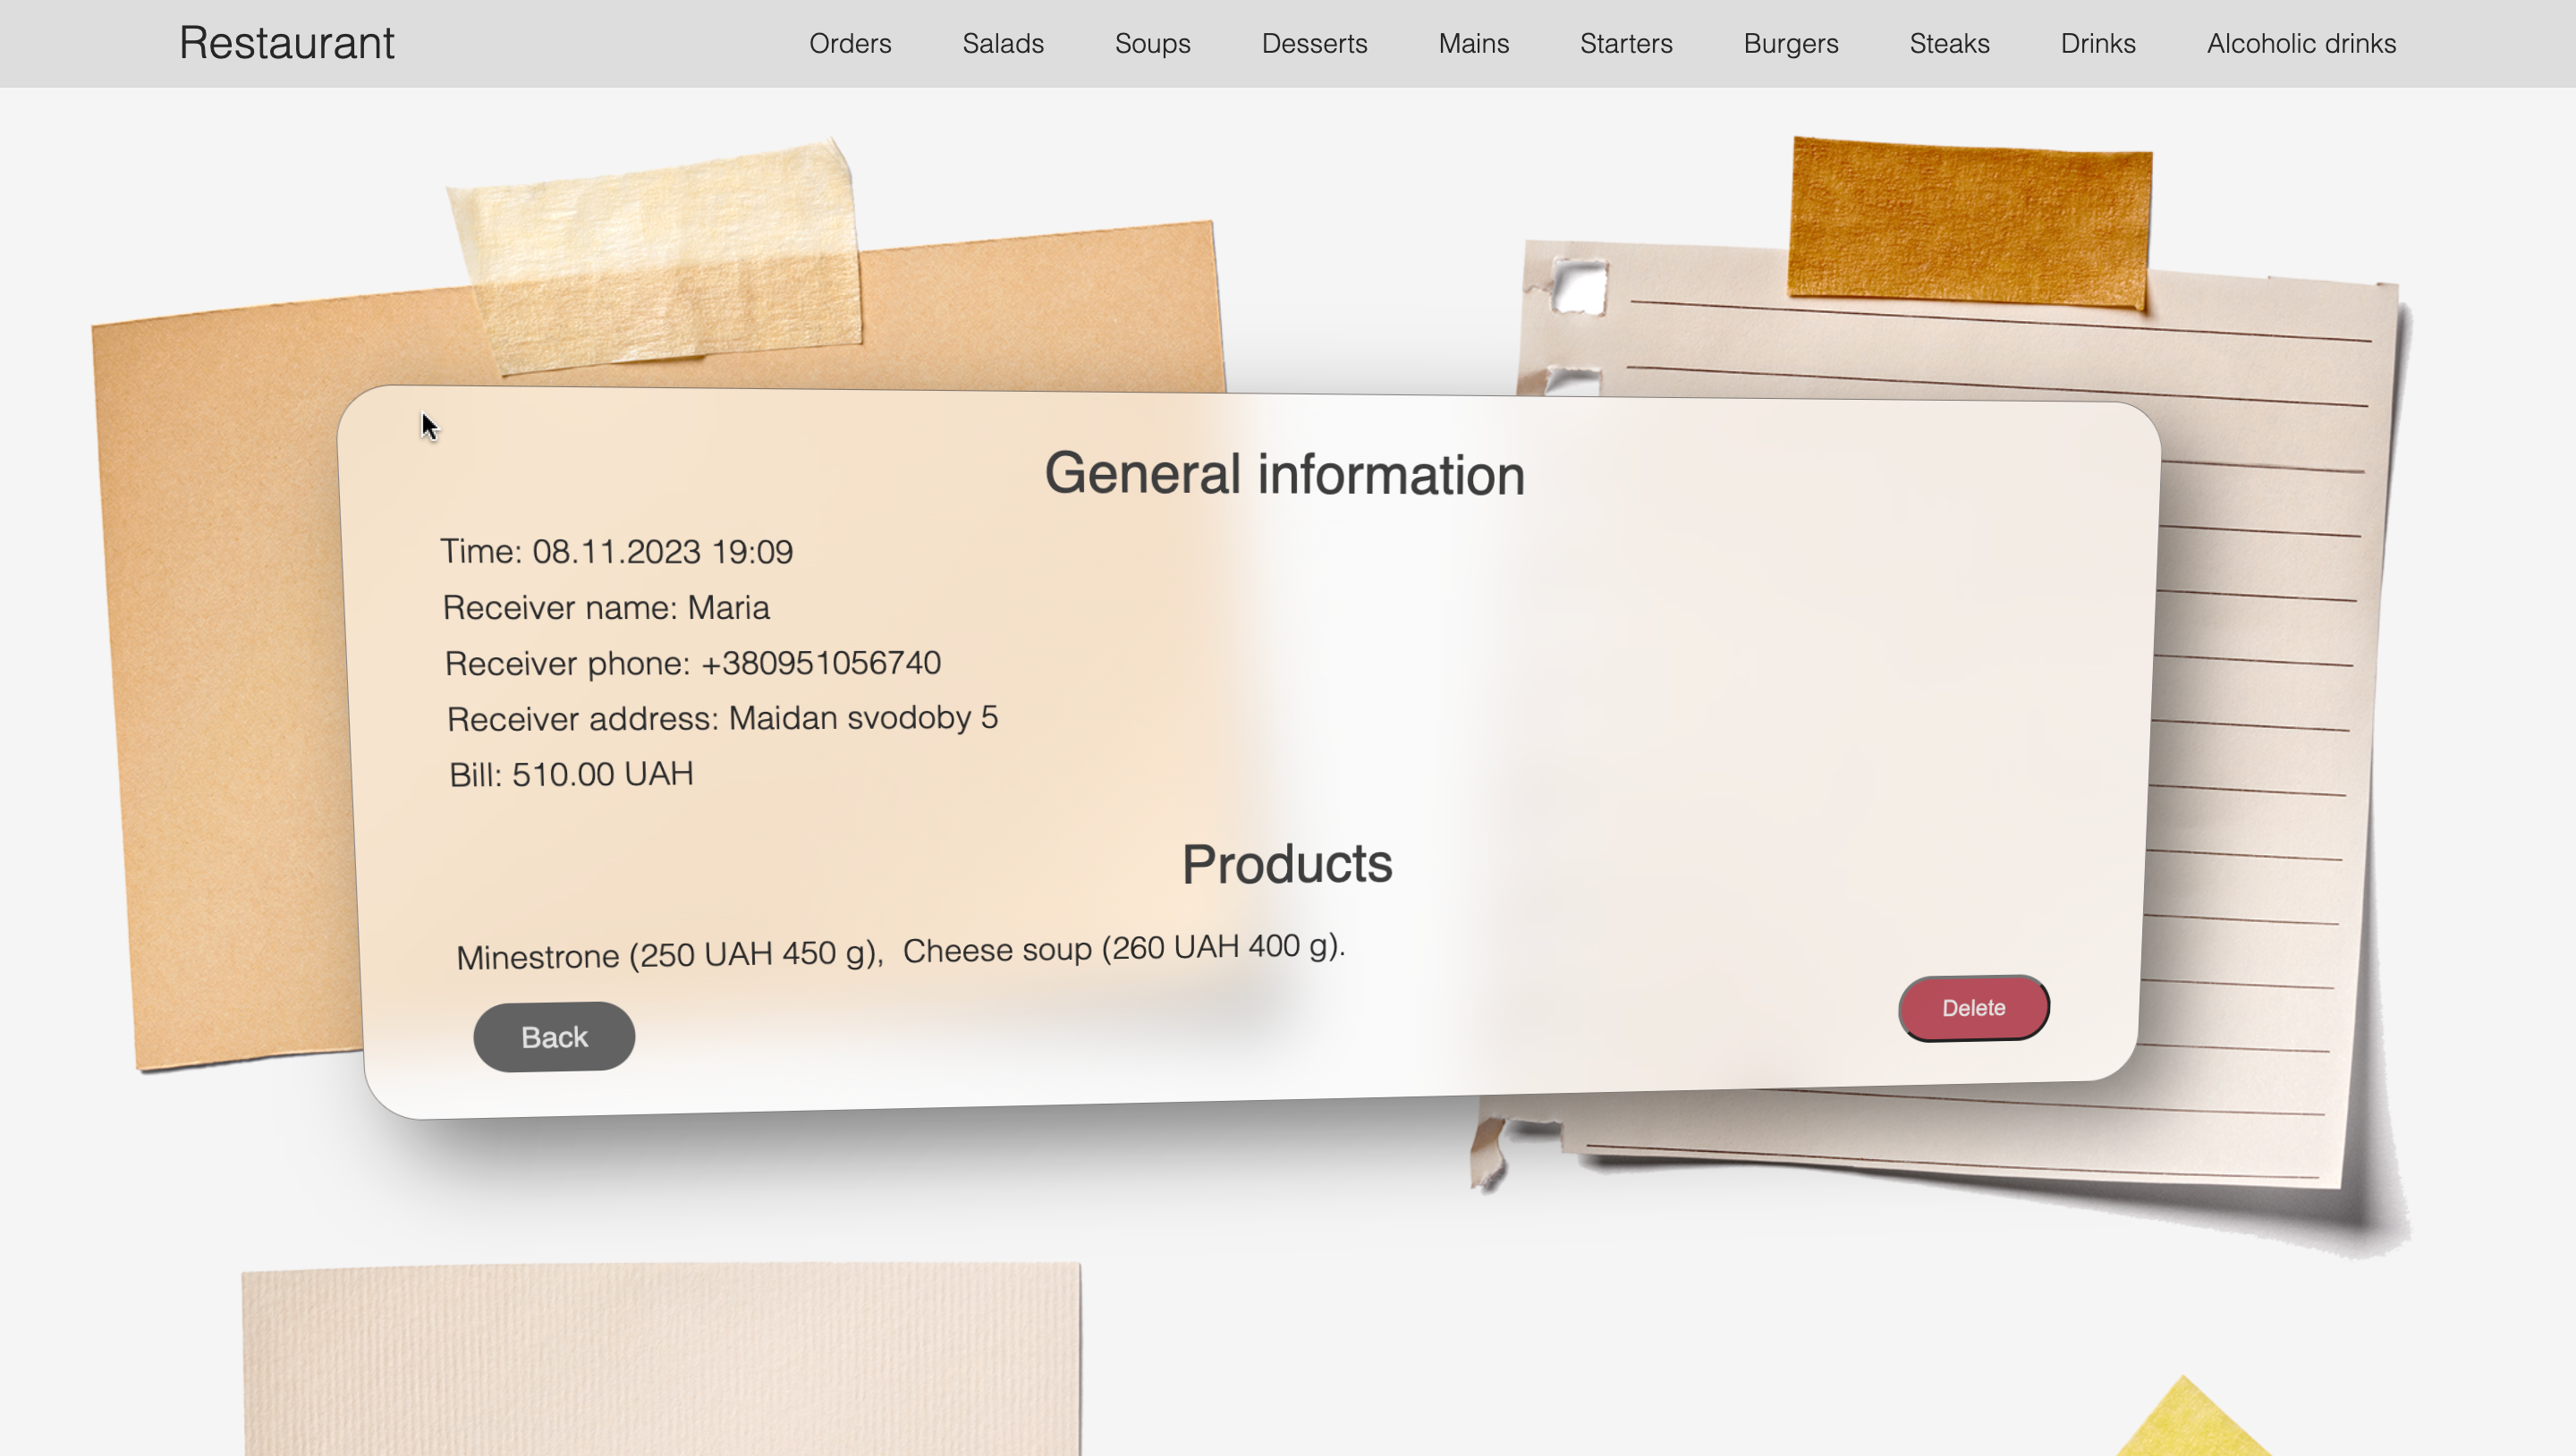 Restaurant Orders Salads Soups Desserts Mains Starters Burgers Steaks Drinks Alcoholic drinks
General information
Time: 08.11.2023 19:09
Receiver name: Maria
Receiver phone: +380951056740
Receiver address: Maidan svodoby 5
Bill: 510.00 UAH
Products
Minestrone (250 UAH 450 g), Cheese soup (260 UAH 400 g).
Back Delete